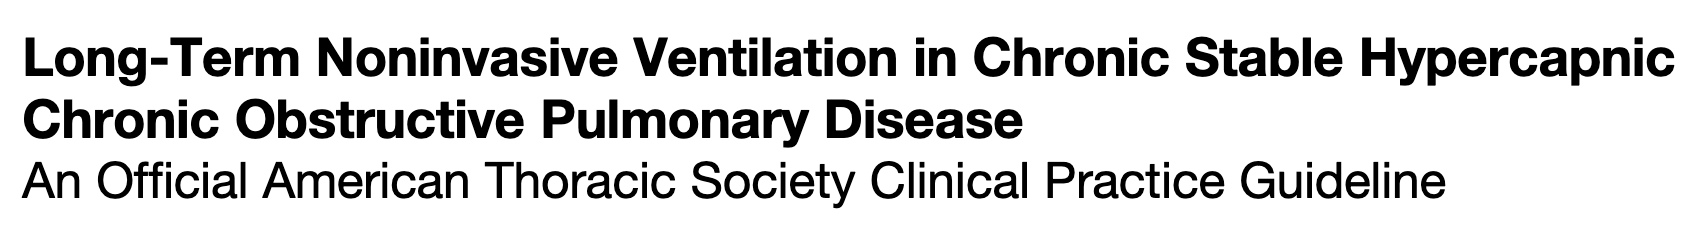 Long-Term Noninvasive Ventilation in Chronic Stable Hypercapnic
Chronic Obstructive Pulmonary Disease
An Official American Thoracic Society Clinical Practice Guideline